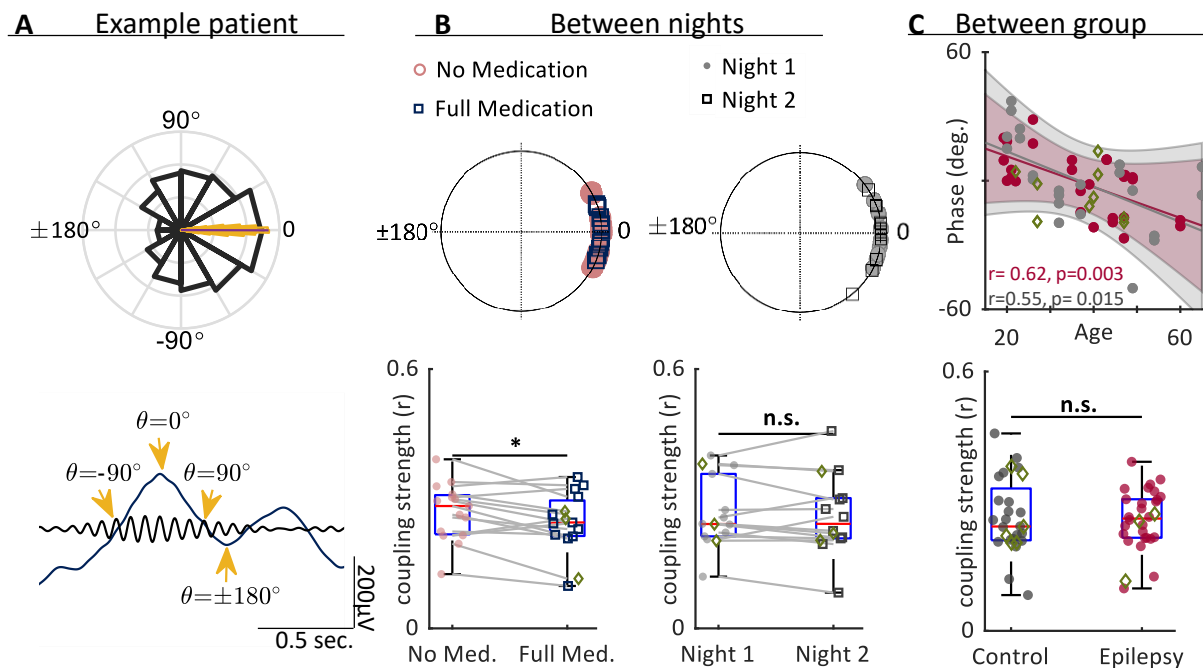 A Example patient
90°
±180°
0
-90°
θ=0°
θ=-90°
θ=90°
θ=±180°
200µV
0.5 sec.
B Between nights
No Medication
Full Medication
Night 1
Night 2
±180°
0
±180°
0
0.6
coupling strength (r)
*
0
No Med. Full Med.
0.6
coupling strength (r)
n.s.
0
Night 1 Night 2
C Between group
60
Phase (deg.)
r= 0.62, p=0.003
r=0.55, p= 0.015
-60
20 Age 60
0.6
coupling strength (r)
n.s.
0
Control Epilepsy